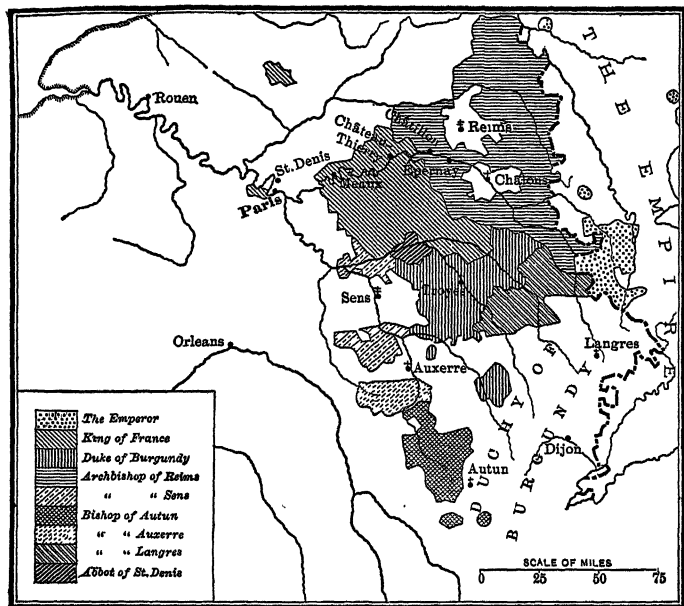 Rouen
THE EMPIRE
Reims
Châtillon
Château
Thierry
St. Denis
Meaux
Epernay
Châlons
Paris
Sens
Troyes
Orleans
Auxerre
Langres
DUCHY OF
BURGUNDY
Dijon
Autun
The Emperor
King of France
Duke of Burgundy
Archbishop of Reims
" " Sens
Bishop of Autun
" " Auxerre
" " Langres
Abbot of St. Denis
SCALE OF MILES
0 25 50 75